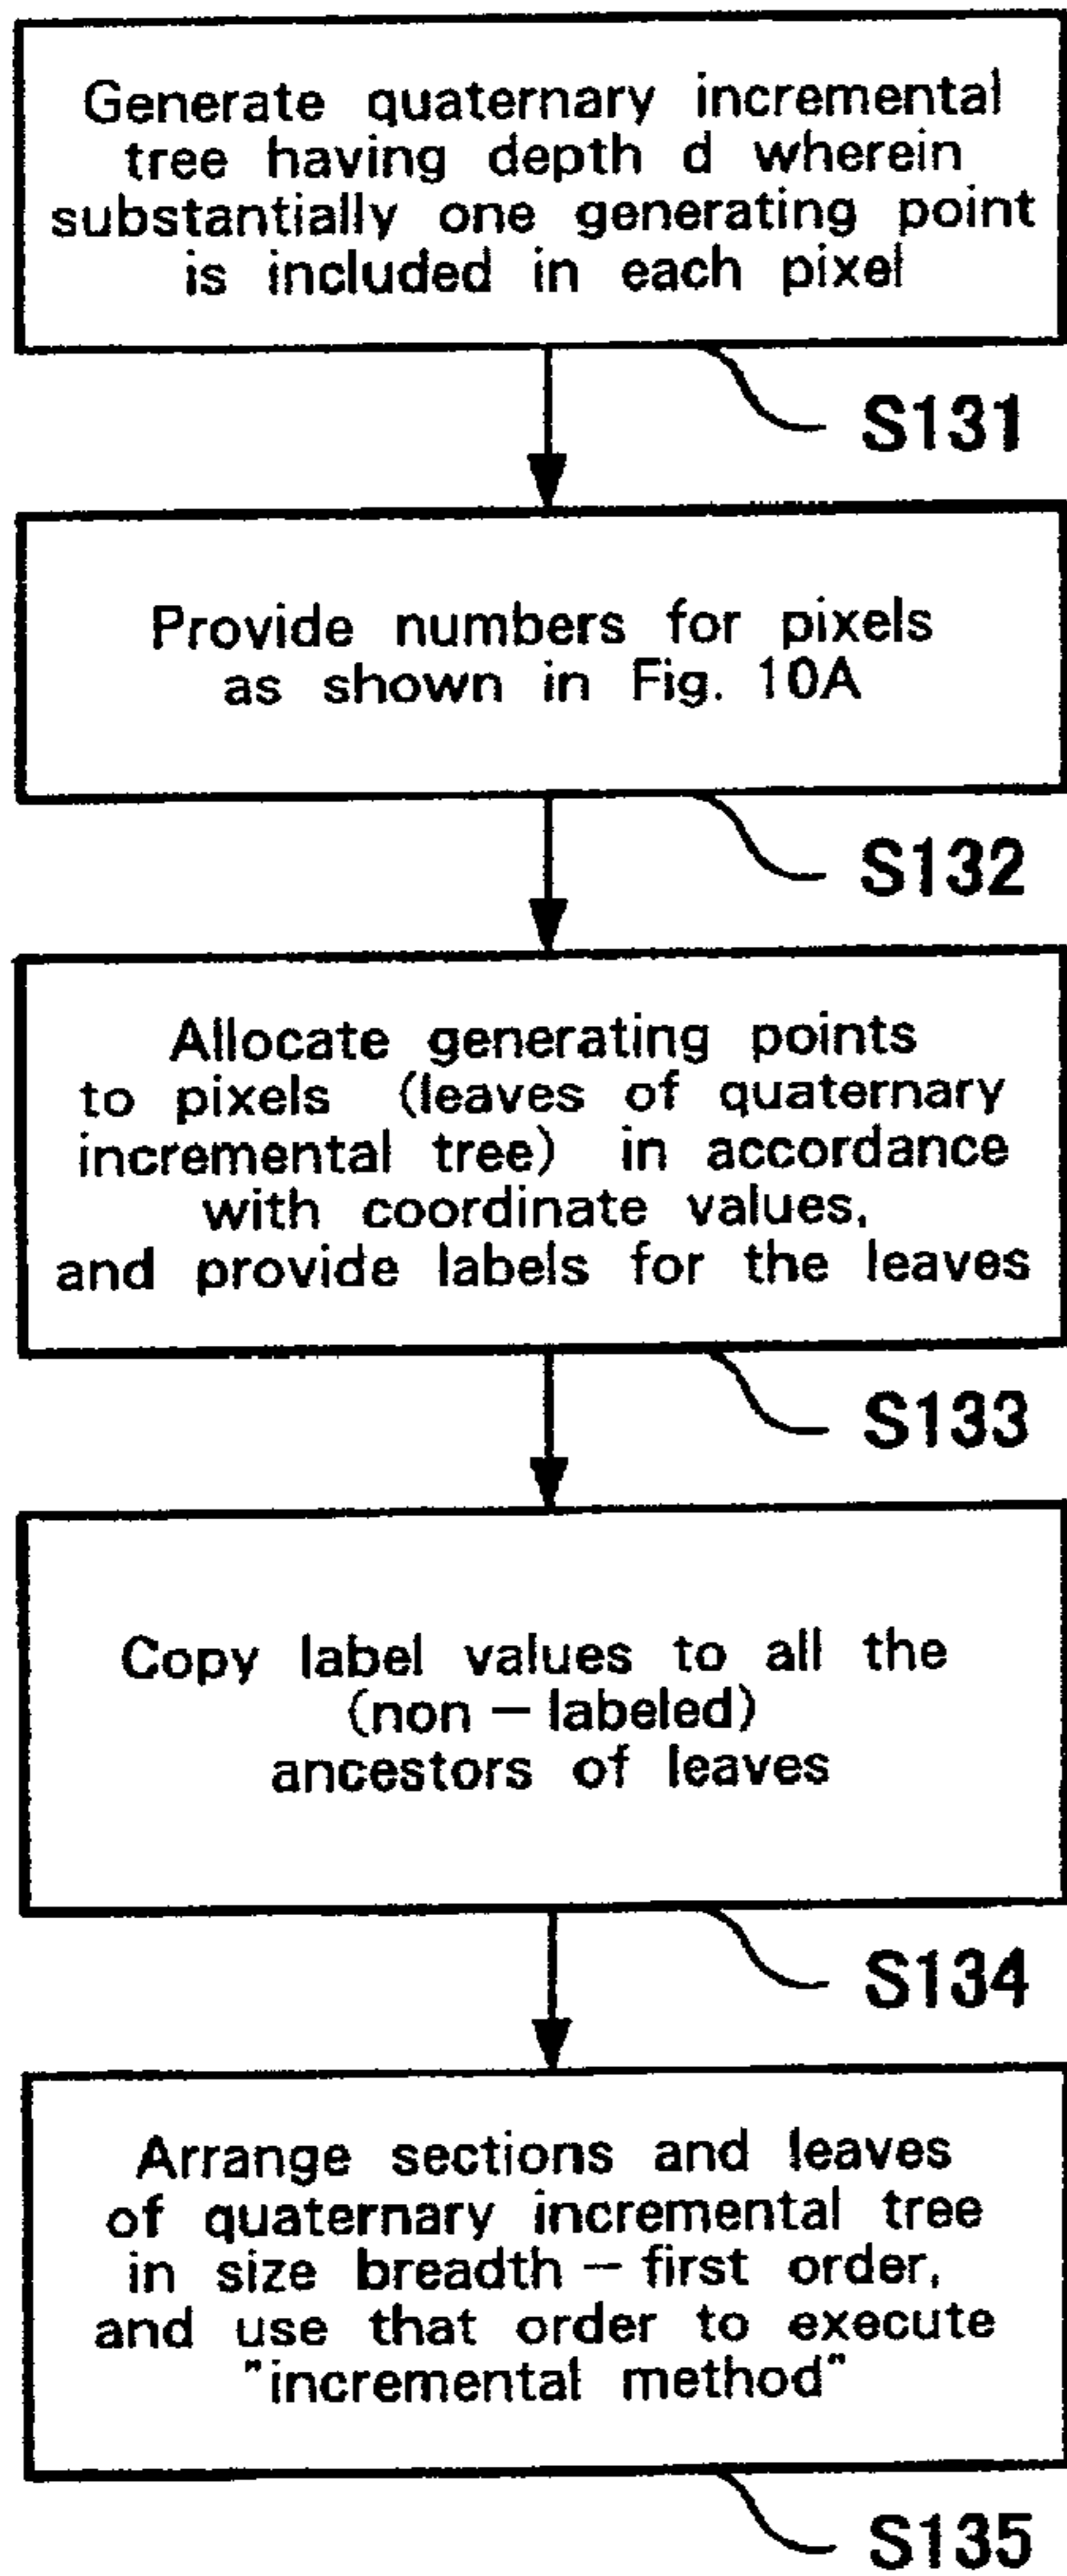 Generate quaternary incremental
tree having depth d wherein
substantially one generating point
is included in each pixel
S131
Provide numbers for pixels
as shown in Fig. 10A
S132
Allocate generating points
to pixels (leaves of quaternary
incremental tree) in accordance
with coordinate values,
and provide labels for the leaves
S133
Copy label values to all the
(non-labeled)
ancestors of leaves
S134
Arrange sections and leaves
of quaternary incremental tree
in size breadth-first order,
and use that order to execute
"incremental method"
S135